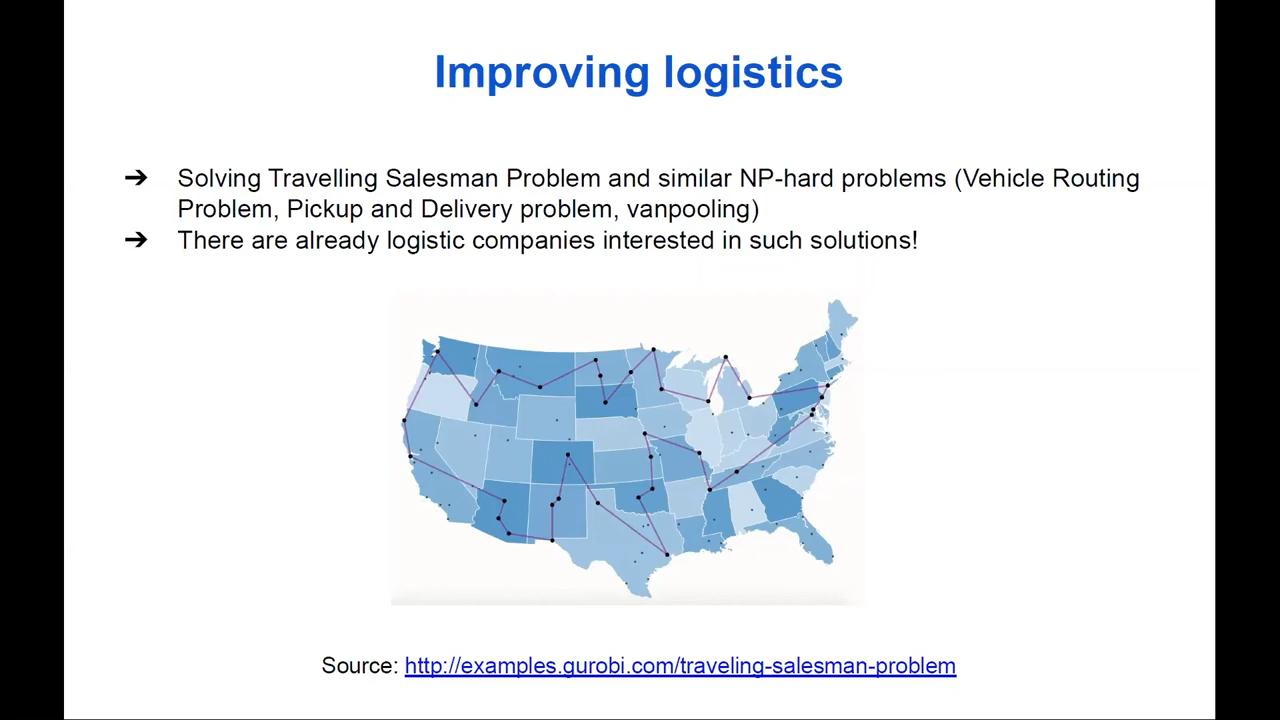 Improving logistics
➔ Solving Travelling Salesman Problem and similar NP-hard problems (Vehicle Routing
Problem, Pickup and Delivery problem, vanpooling)
➔ There are already logistic companies interested in such solutions!
Source: http://examples.gurobi.com/traveling-salesman-problem